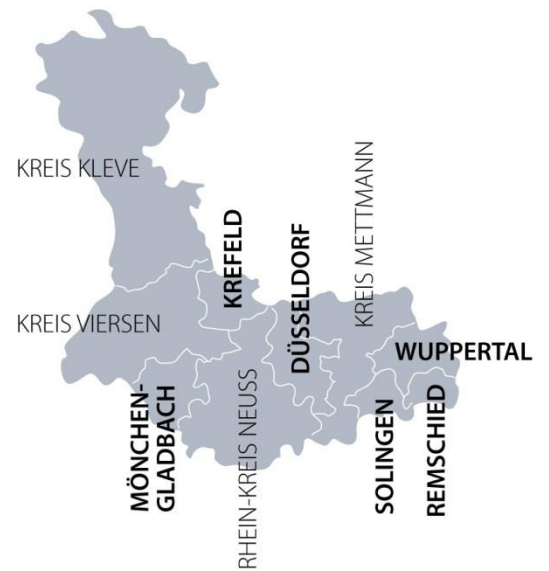 KREIS KLEVE
KREIS VIERSEN
MÖNCHEN-
GLADBACH
KREFELD
RHEIN-KREIS NEUSS
DÜSSELDORF
KREIS METTMANN
WUPPERTAL
SOLINGEN
REMSCHIED